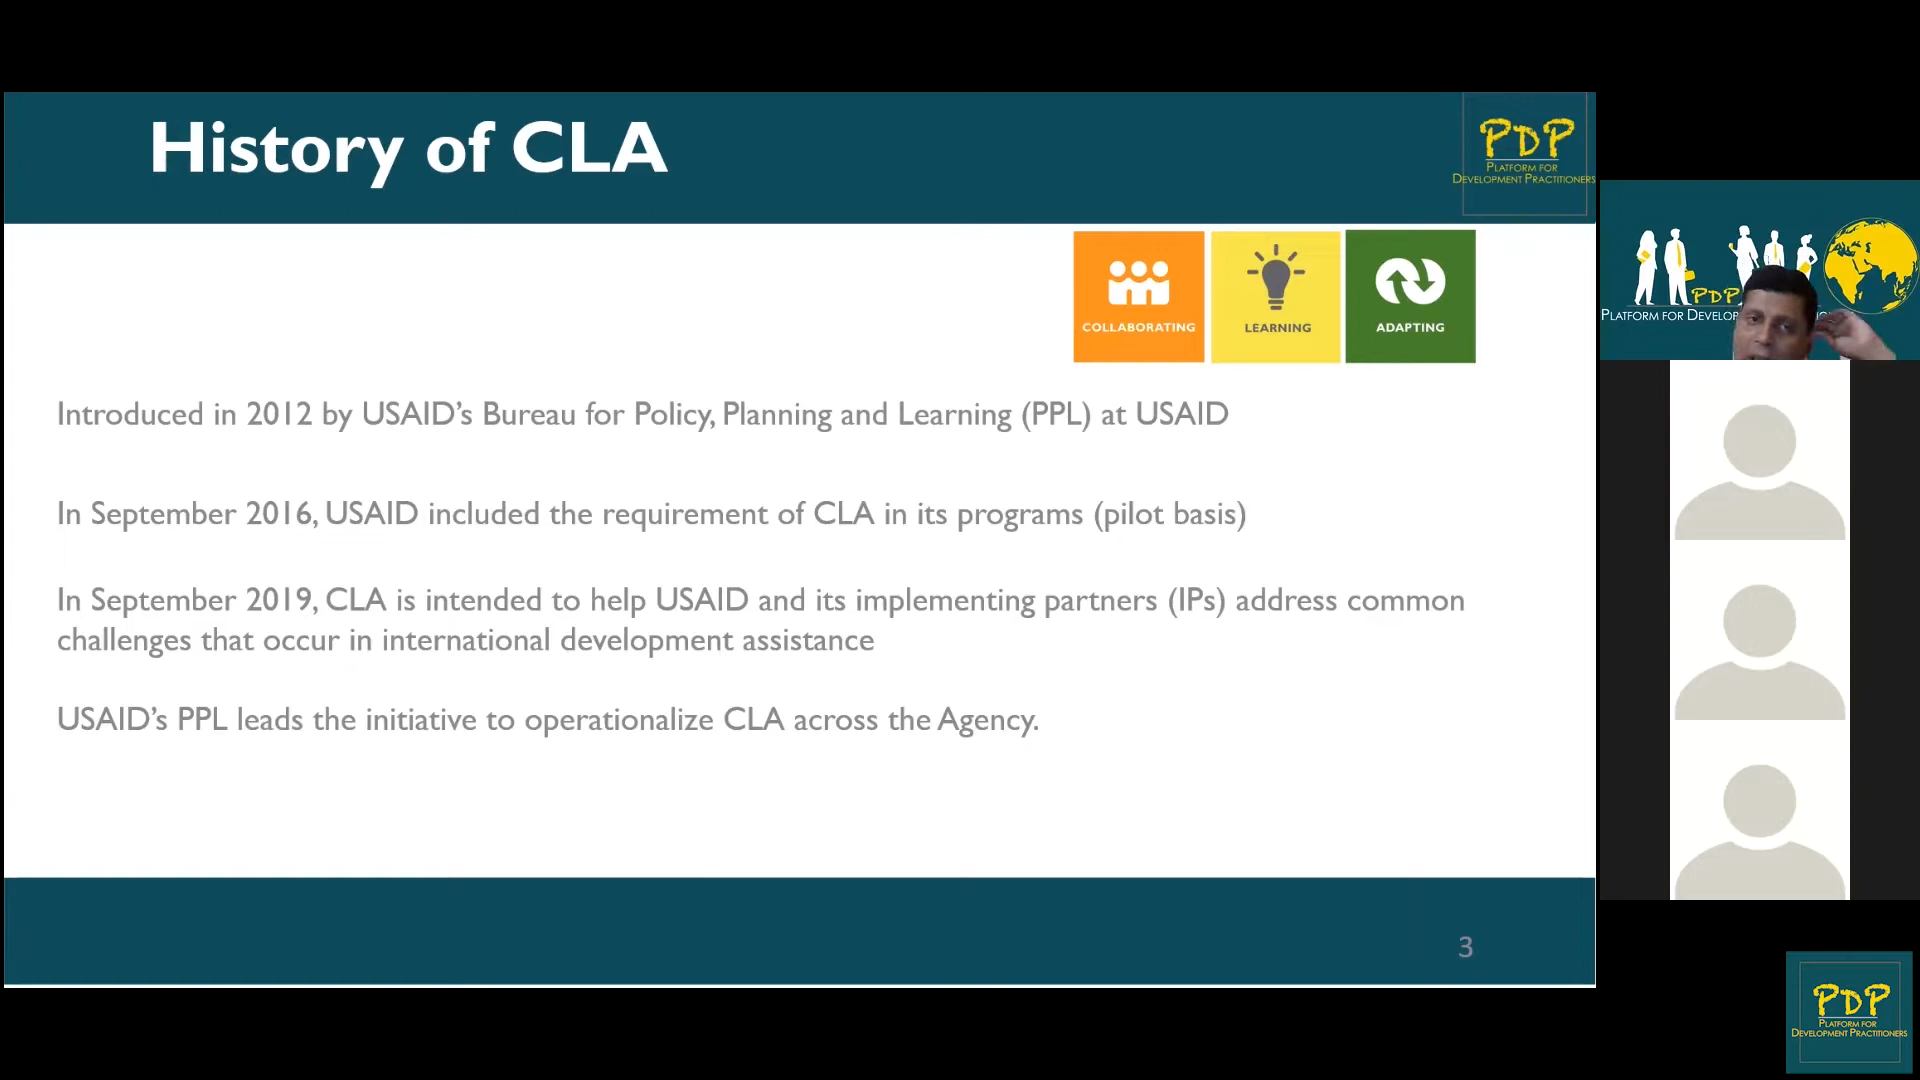 History of CLA
PDP
PLATFORM FOR
DEVELOPMENT PRACTITIONERS
COLLABORATING
LEARNING
ADAPTING
Introduced in 2012 by USAID’s Bureau for Policy, Planning and Learning (PPL) at USAID
In September 2016, USAID included the requirement of CLA in its programs (pilot basis)
In September 2019, CLA is intended to help USAID and its implementing partners (IPs) address common
challenges that occur in international development assistance
USAID’s PPL leads the initiative to operationalize CLA across the Agency.
3
PDP
PLATFORM FOR
PDP
PLATFORM FOR
DEVELOPMENT PRACTITIONERS